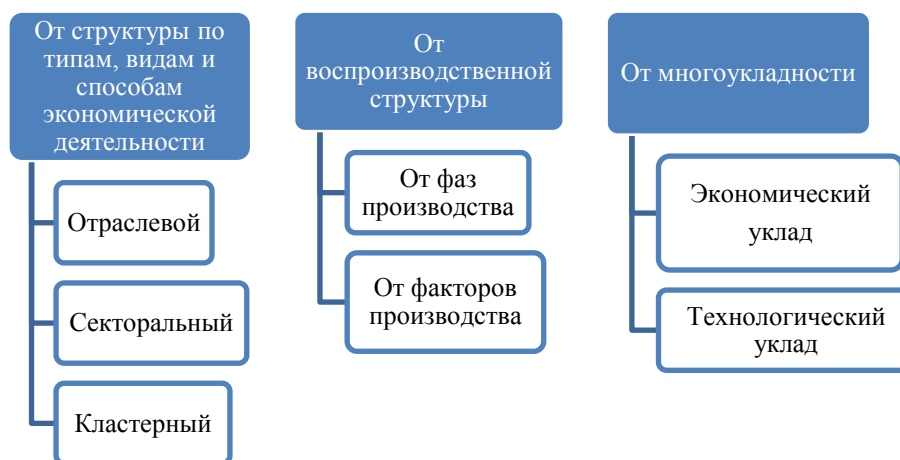 От структуры по
типам, видам и
способам
экономической
деятельности
Отраслевой
Секторальный
Кластерный
От
воспроизводственной
структуры
От фаз
производства
От факторов
производства
От многоукладности
Экономический
уклад
Технологический
уклад